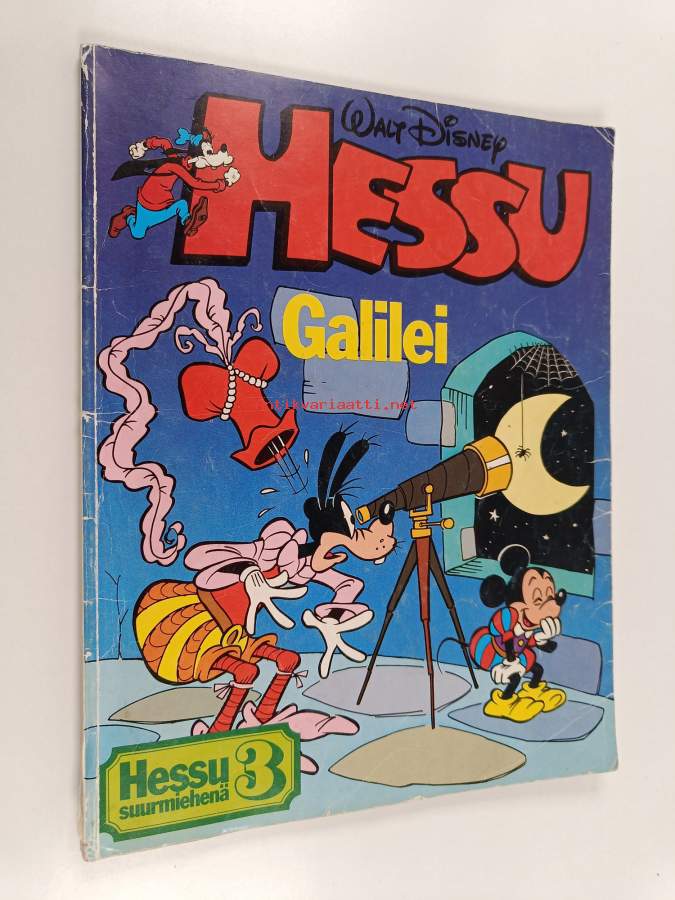 WALT DISNEY
HESSU
Galilei
antikvariaatti.net
Hessu 3
suurmiehenä